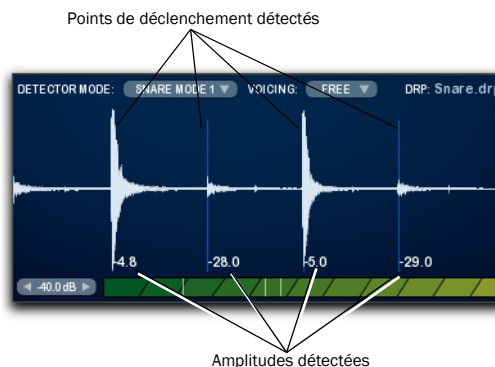 Points de déclenchement détectés
DETECTOR MODE: SNARE MODE 1 VOICING: FREE DRP: Snare.drp
-4.8 -28.0 -5.0 -29.0
-40.0 dB
Amplitudes détectées